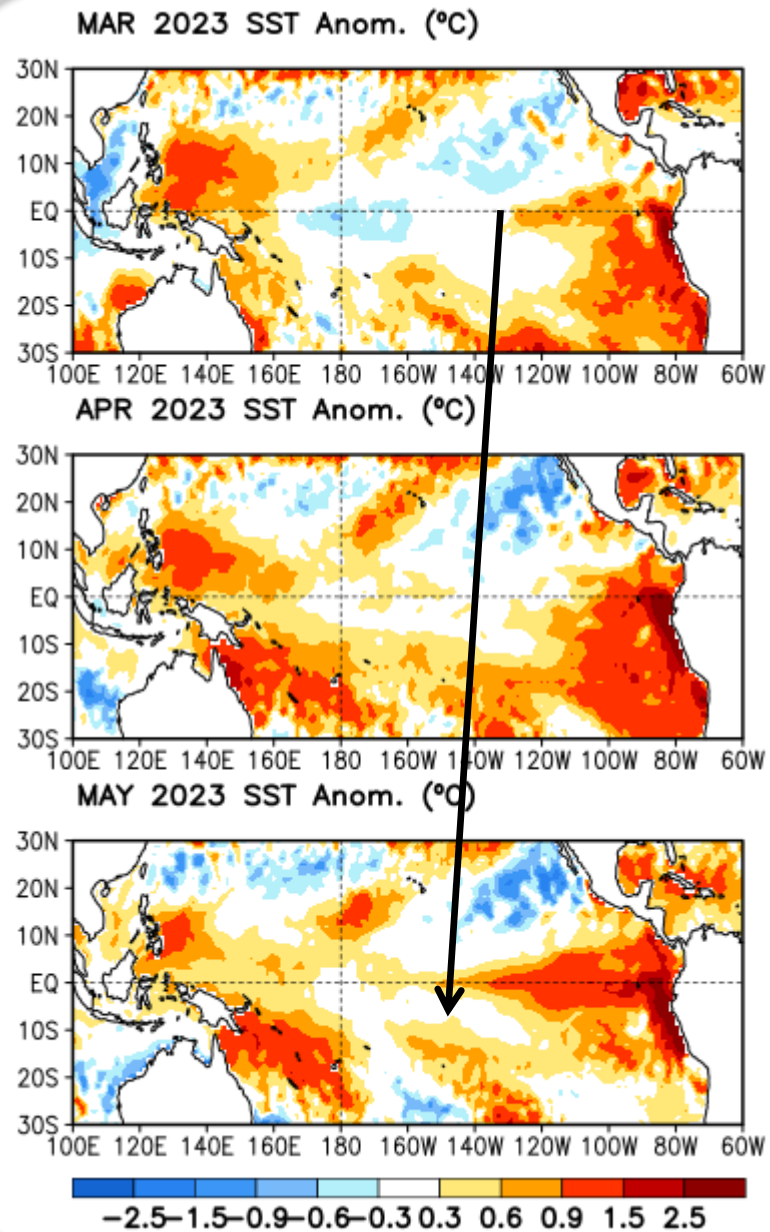 MAR 2023 SST Anom. (ºC)
30N
20N
10N
EQ
10S
20S
30S
100E 120E 140E 160E 180 160W 140W 120W 100W 80W 60W
APR 2023 SST Anom. (ºC)
30N
20N
10N
EQ
10S
20S
30S
100E 120E 140E 160E 180 160W 140W 120W 100W 80W 60W
MAY 2023 SST Anom. (ºC)
30N
20N
10N
EQ
10S
20S
30S
100E 120E 140E 160E 180 160W 140W 120W 100W 80W 60W
-2.5 -1.5 -0.9 -0.6 -0.3 0.3 0.6 0.9 1.5 2.5